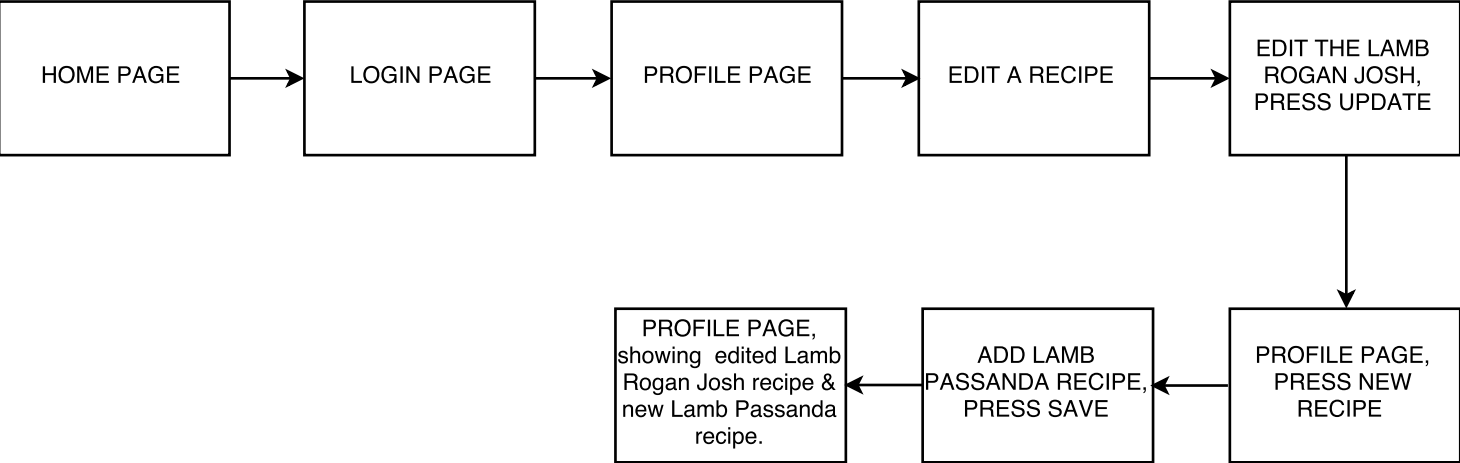 HOME PAGE
LOGIN PAGE
PROFILE PAGE
EDIT A RECIPE
EDIT THE LAMB
ROGAN JOSH,
PRESS UPDATE
PROFILE PAGE,
PRESS NEW
RECIPE
ADD LAMB
PASSANDA RECIPE,
PRESS SAVE
PROFILE PAGE,
showing  edited Lamb
Rogan Josh recipe &
new Lamb Passanda
recipe.